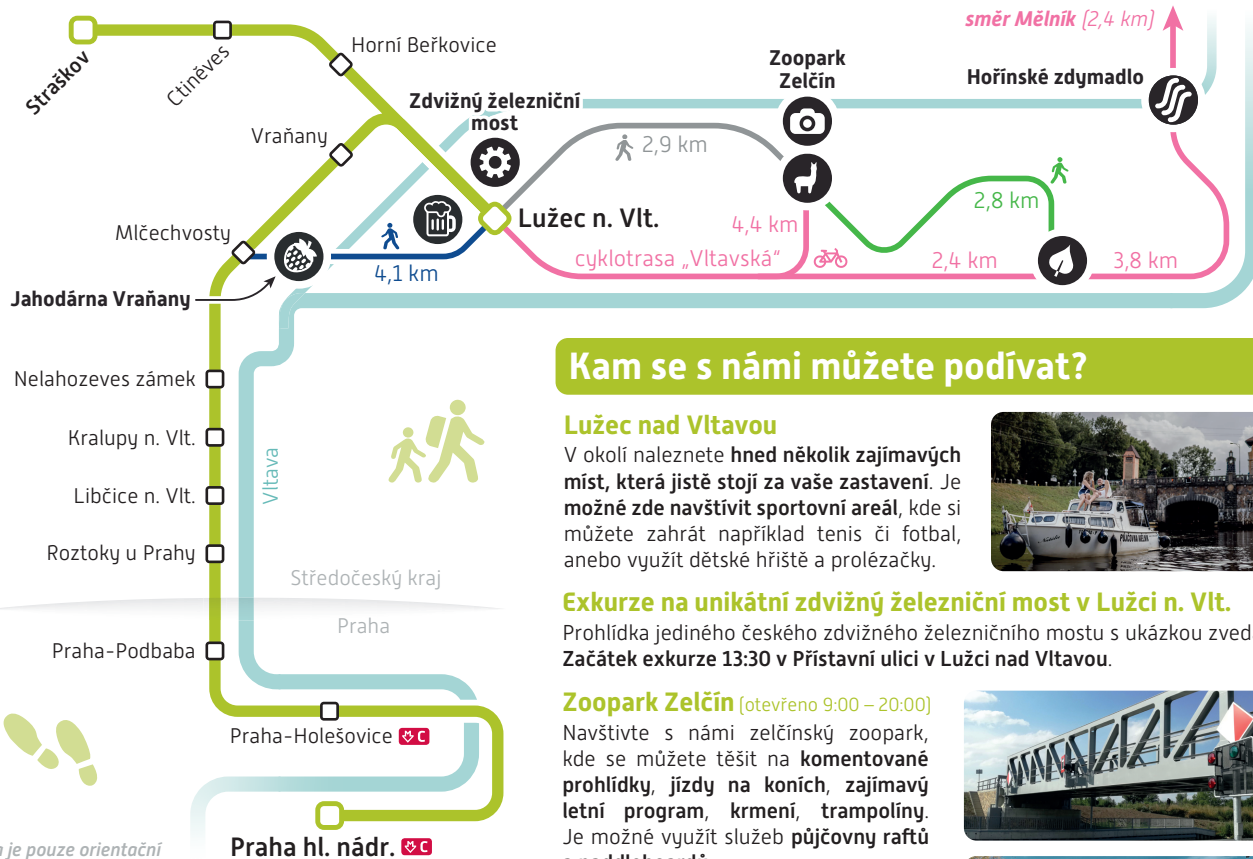 směr Mělník (2,4 km)
Straškov
Ctiněves
Horní Beřkovice
Zoopark
Zelčín
Hořínské zdymadlo
Zdvižný železniční
most
Vraňany
2,9 km
Lužec n. Vlt.
Mlčechvosty
4,1 km
4,4 km
2,8 km
cyklotrasa „Vltavská“
2,4 km
3,8 km
Jahodárna Vraňany
Nelahozeves zámek
Kralupy n. Vlt.
Libčice n. Vlt.
Roztoky u Prahy
Vltava
Středočeský kraj
Praha
Praha-Podbaba
Praha-Holešovice C
Praha hl. nádr. C
je pouze orientační
Kam se s námi můžete podívat?
Lužec nad Vltavou
V okolí naleznete hned několik zajímavých
míst, která jistě stojí za vaše zastavení. Je
možné zde navštívit sportovní areál, kde si
můžete zahrát například tenis či fotbal,
anebo využít dětské hřiště a prolézačky.
Exkurze na unikátní zdvižný železniční most v Lužci n. Vlt.
Prohlídka jediného českého zdvižného železničního mostu s ukázkou zved
Začátek exkurze 13:30 v Přístavní ulici v Lužci nad Vltavou.
Zoopark Zelčín (otevřeno 9:00 – 20:00)
Navštivte s námi zelčínský zoopark,
kde se můžete těšit na komentované
prohlídky, jízdy na koních, zajímavý
letní program, krmení, trampolíny.
Je možné využít služeb půjčovny raftů